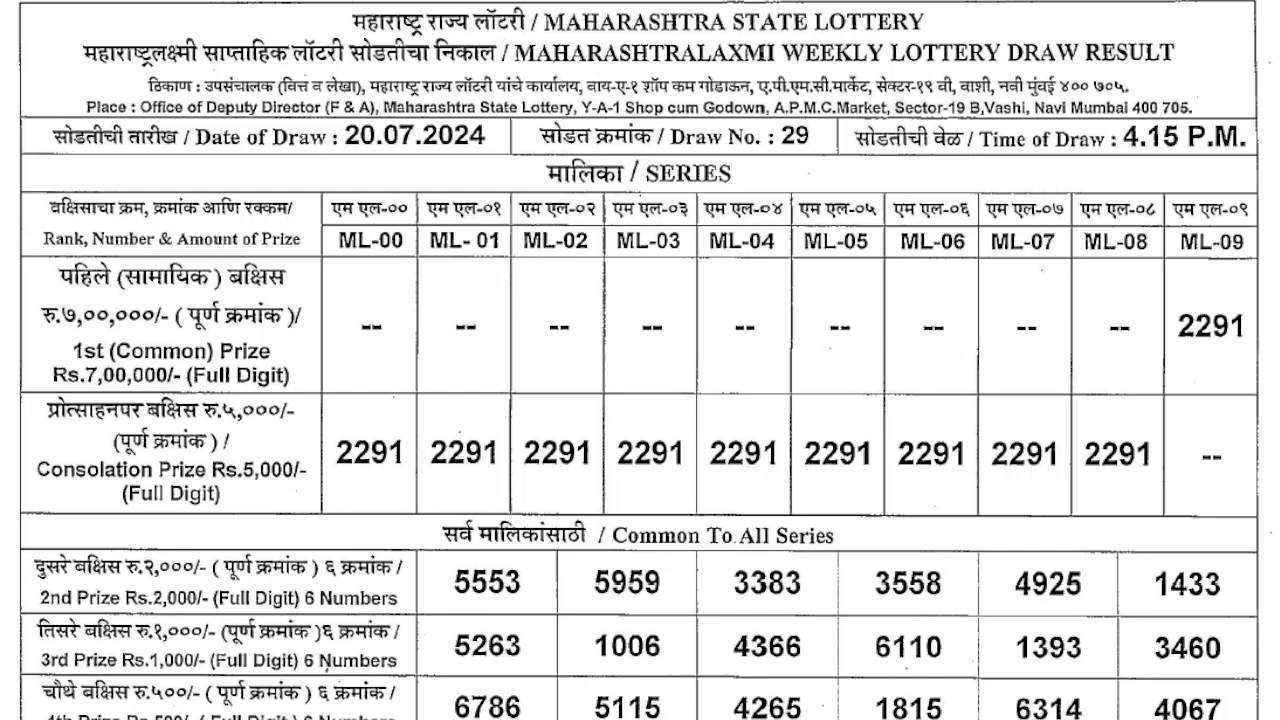 महाराष्ट्र राज्य लॉटरी / MAHARASHTRA STATE LOTTERY
महाराष्ट्रलक्ष्मी साप्ताहिक लॉटरी सोडतीचा निकाल / MAHARASHTRALAXMI WEEKLY LOTTERY DRAW RESULT
ठिकाण : उपसंचालक (वित्त व लेखा), महाराष्ट्र राज्य लॉटरी यांचे कार्यालय, वाय-ए-१ शॉप कम गोडाऊन, ए.पी.एम.सी.मार्केट, सेक्टर-१९ वी, वाशी, नवी मुंबई ४०० ७०५.
Place : Office of Deputy Director (F & A), Maharashtra State Lottery, Y-A-1 Shop cum Godown, A.P.M.C.Market, Sector-19 B,Vashi, Navi Mumbai 400 705.
सोडतीची तारीख / Date of Draw : 20.07.2024 सोडत क्रमांक / Draw No. : 29 सोडतीची वेळ / Time of Draw : 4.15 P.M.
मालिका / SERIES
बक्षिसाचा क्रम, क्रमांक आणि रक्कम/ एम एल-०० एम एल-०१ एम एल-०२ एम एल-०३ एम एल-०४ एम एल-०५ एम एल-०६ एम एल-०७ एम एल-०८ एम एल-०९
Rank, Number & Amount of Prize ML-00 ML- 01 ML-02 ML-03 ML-04 ML-05 ML-06 ML-07 ML-08 ML-09
पहिले (सामायिक ) बक्षिस
रु.७,००,०००/- ( पूर्ण क्रमांक )/
1st (Common) Prize
Rs.7,00,000/- (Full Digit)
-- -- -- -- -- -- -- -- -- 2291
प्रोत्साहनपर बक्षिस रु.५,०००/-
(पूर्ण क्रमांक ) /
Consolation Prize Rs.5,000/-
(Full Digit)
2291 2291 2291 2291 2291 2291 2291 2291 2291 --
सर्व मालिकांसाठी / Common To All Series
दुसरे बक्षिस रु.२,०००/- ( पूर्ण क्रमांक ) ६ क्रमांक /
2nd Prize Rs.2,000/- (Full Digit) 6 Numbers
5553 5959 3383 3558 4925 1433
तिसरे बक्षिस रु.१,०००/- (पूर्ण क्रमांक )६ क्रमांक /
3rd Prize Rs.1,000/- (Full Digit) 6 Numbers
5263 1006 4366 6110 1393 3460
चौथे बक्षिस रु.५००/- ( पूर्ण क्रमांक ) ६ क्रमांक /
4th Prize Rs.500/- ( Full Digit ) 6 Numbers
6786 5115 4265 1815 6314 4067